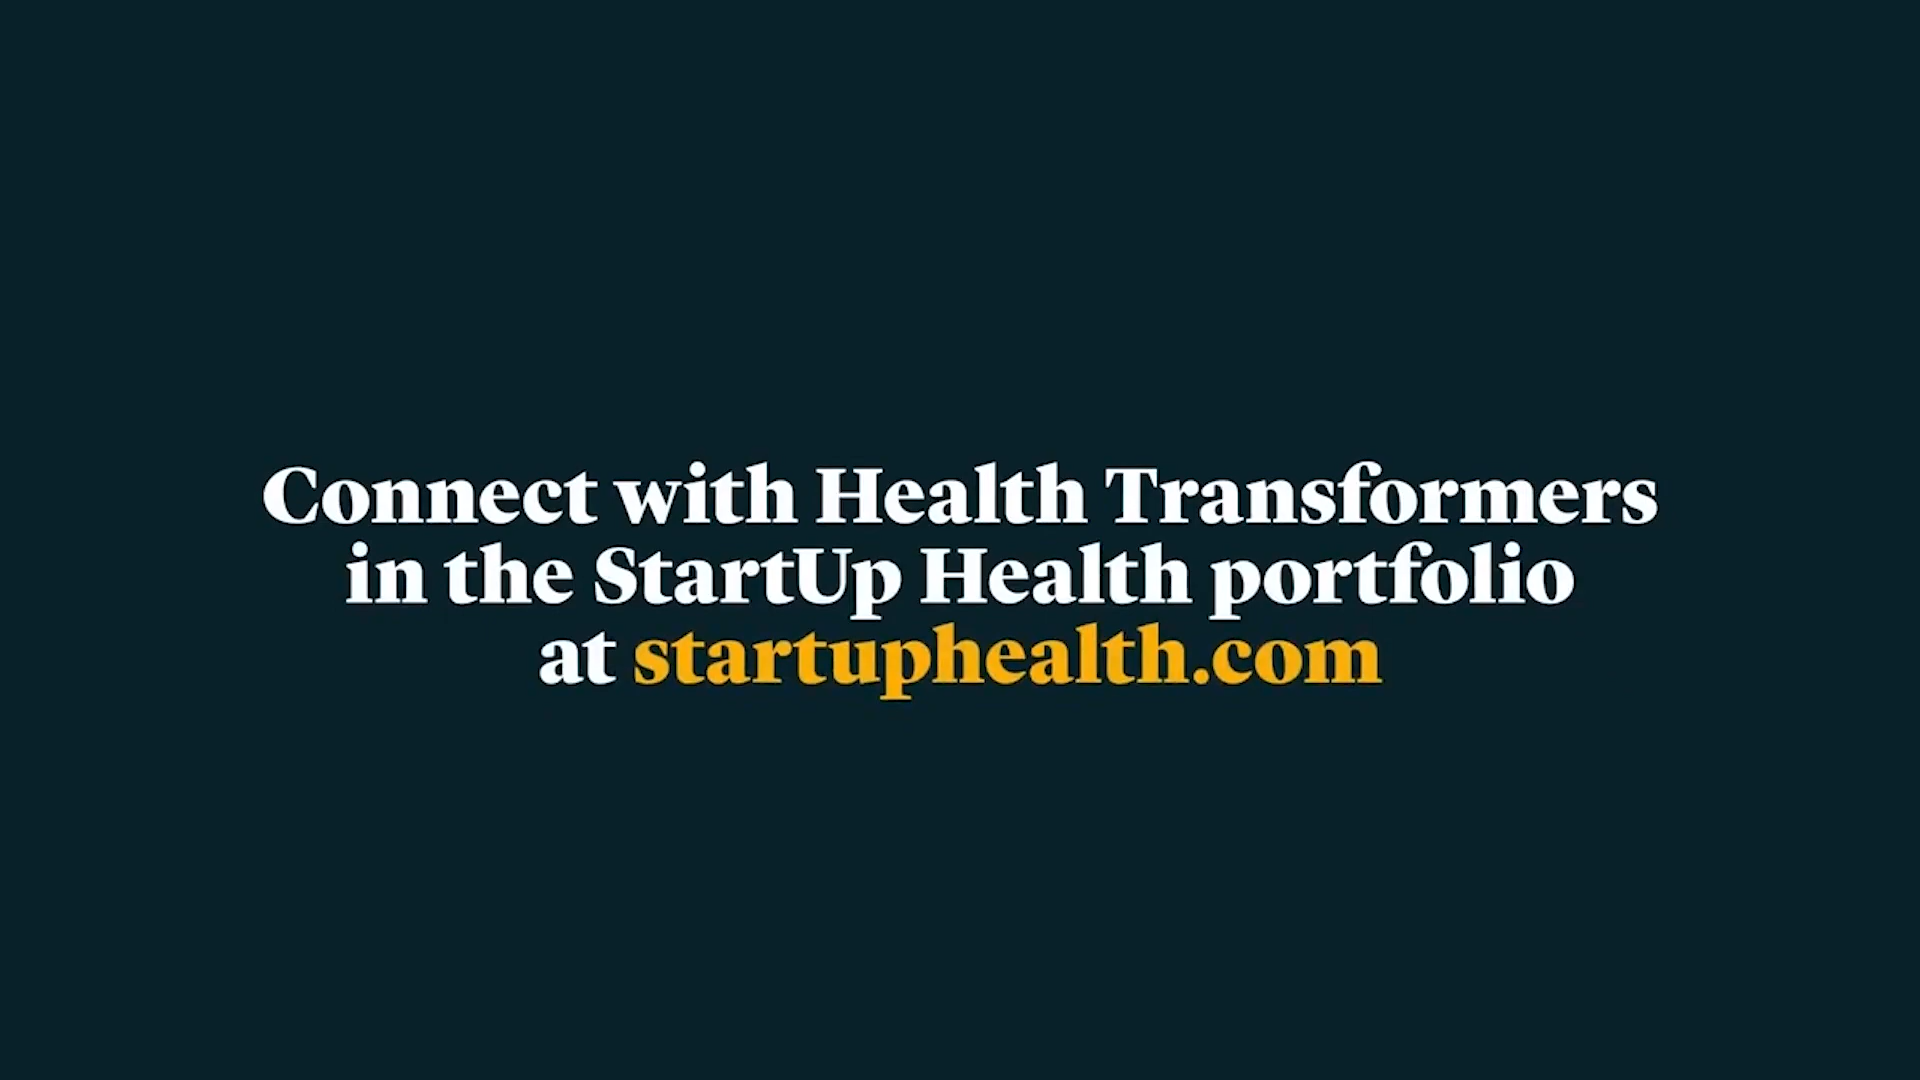 Connect with Health Transformers
in the StartUp Health portfolio
at startuphealth.com